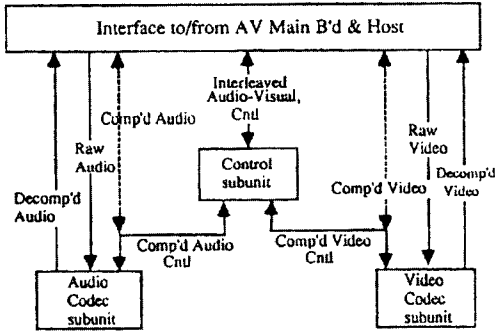 Interface to/from AV Main B'd & Host
Interleaved
Audio-Visual,
Cntl
Comp'd Audio
Raw
Audio
Raw
Video
Control
subunit
Decomp'd
Audio
Comp'd Video
Decomp'd
Video
Comp'd Audio
Cntl
Comp'd Video
Cntl
Audio
Codec
subunit
Video
Codec
subunit